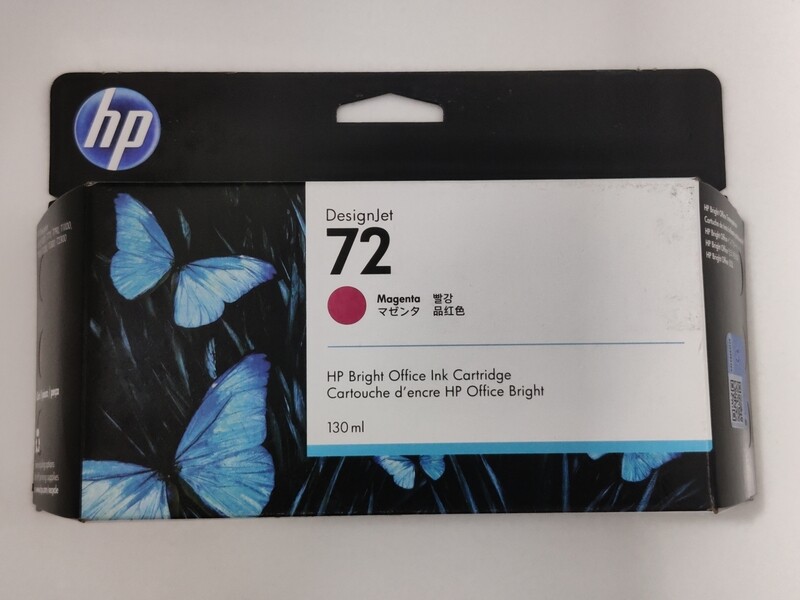 hp
DesignJet
72
Magenta 빨강
マゼンタ 品红色
HP Bright Office Ink Cartridge
Cartouche d'encre HP Office Bright
130 ml